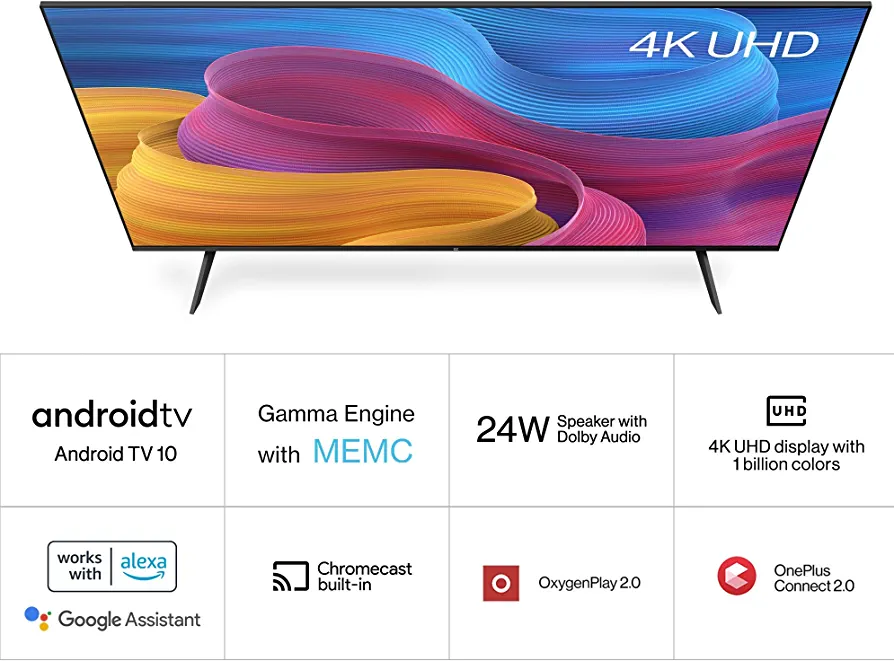 4K UHD
androidtv
Android TV 10
Gamma Engine
with MEMC
24W Speaker with
Dolby Audio
UHD
4K UHD display with
1 billion colors
works
with
alexa
Google Assistant
Chromecast
built-in
OxygenPlay 2.0
OnePlus
Connect 2.0